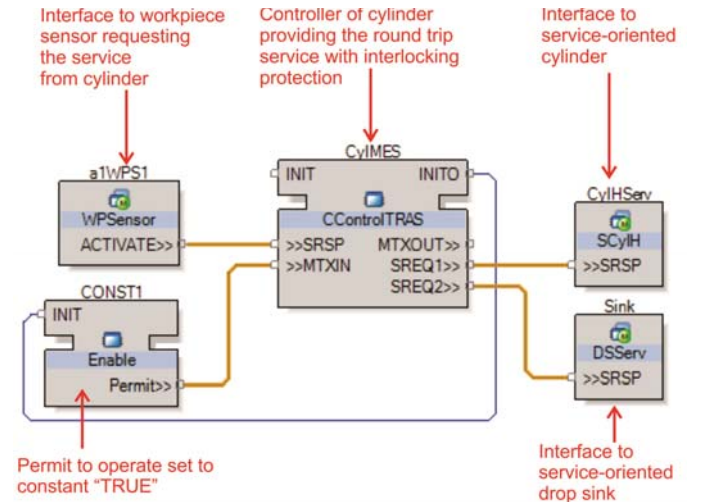 Interface to workpiece
sensor requesting
the service
from cylinder
Controller of cylinder
providing the round trip
service with interlocking
protection
Interface to
service-oriented
cylinder
a1WPS1
WPSensor
ACTIVATE>>
CyIMES
INIT
INITO
CControlTRAS
>>SRSP
MTXOUT>>
>>MTXIN
SREQ1>>
SREQ2>>
CyIHServ
SCyIH
>>SRSP
CONST1
INIT
Enable
Permit>>
Sink
DSServ
>>SRSP
Permit to operate set to
constant “TRUE”
Interface to
service-oriented
drop sink